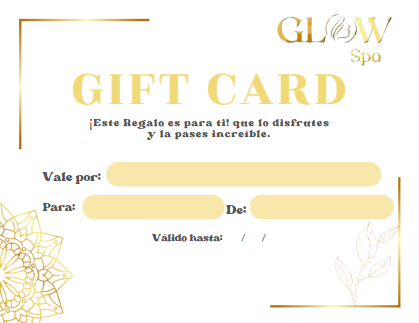 GLOW
Spa
GIFT CARD
¡Este Regalo es para ti! que lo disfrutes
y la pases increible.
Vale por:
Para: De:
Válido hasta: / /